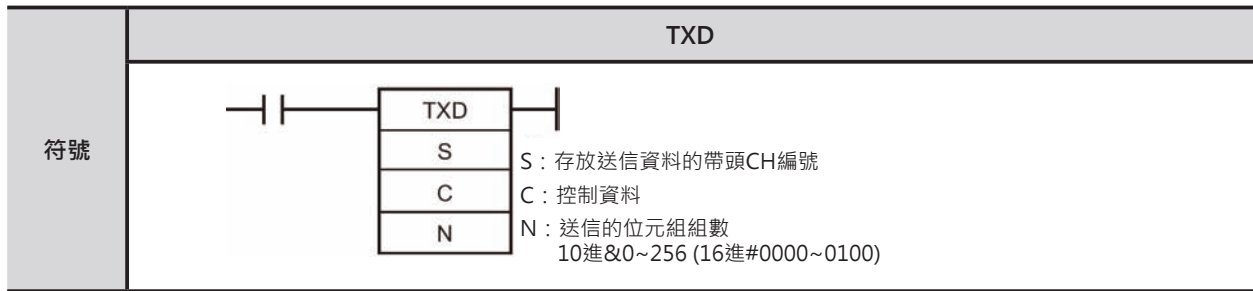 TXD
符號
TXD
S
C
N
S：存放送信資料的帶頭CH編號
C：控制資料
N：送信的位元組組數
10進&0~256 (16進#0000~0100)